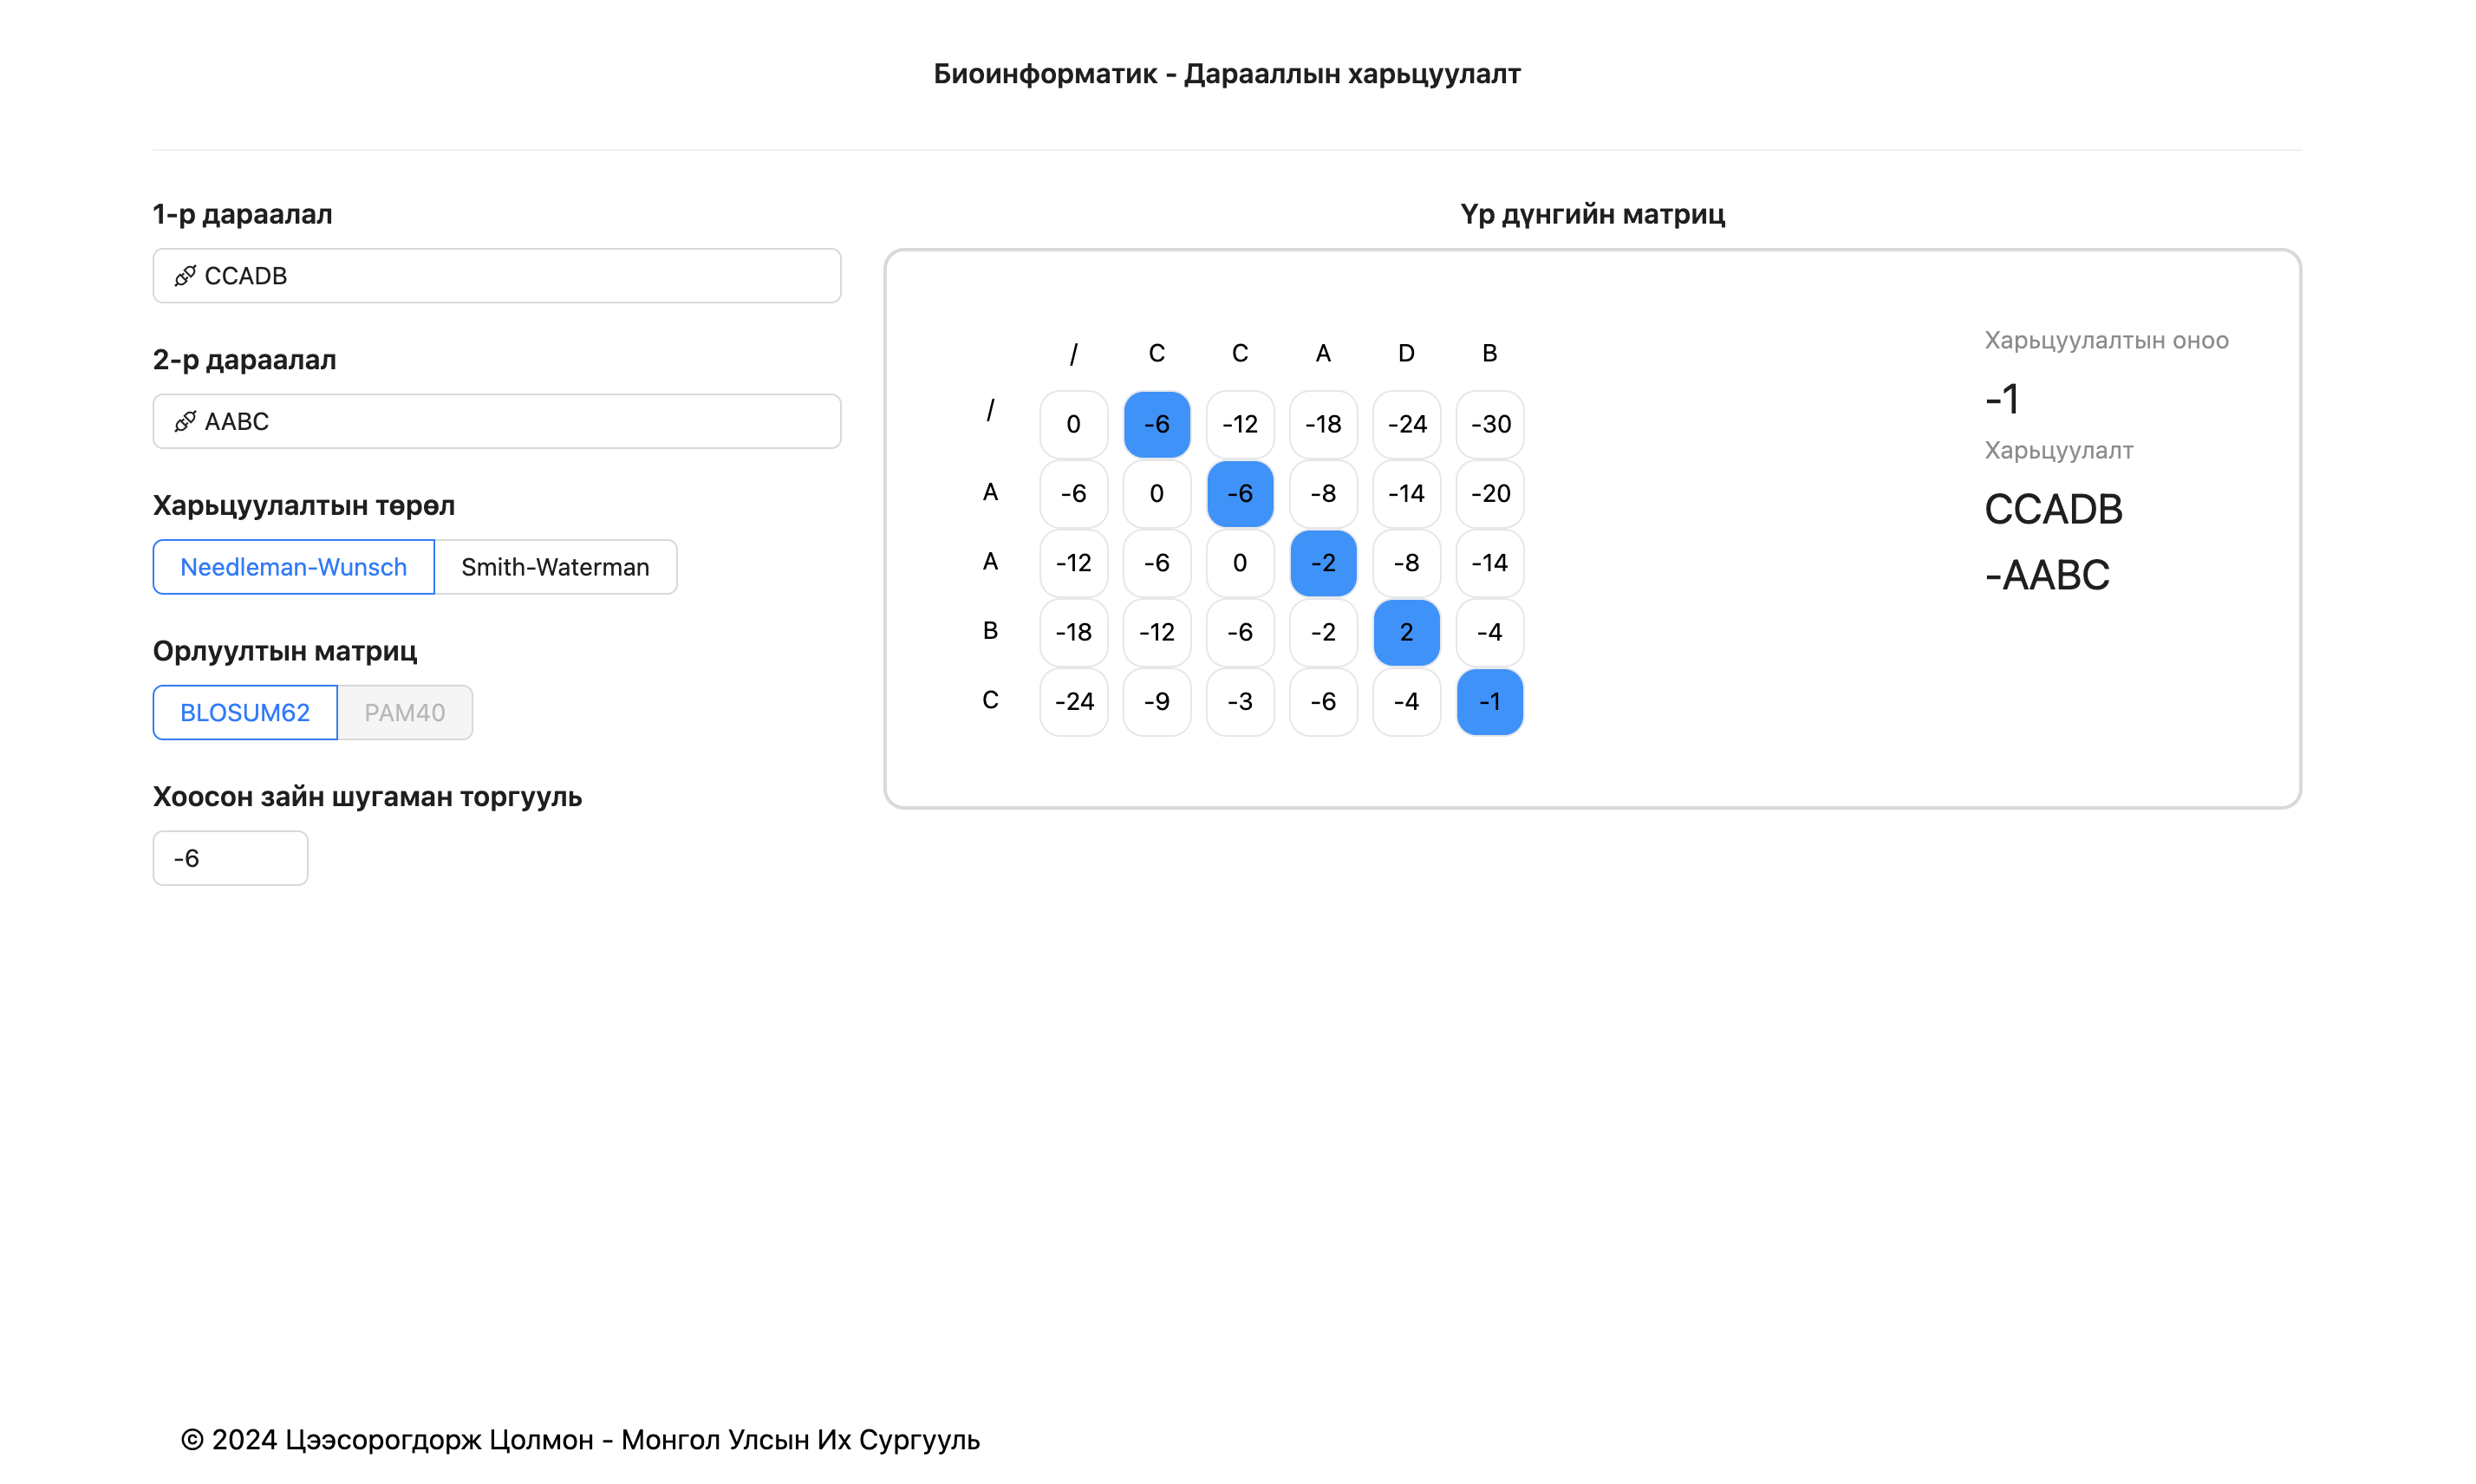 Биоинформатик - Дарааллын харьцуулалт
1-р дараалал
CCADB
2-р дараалал
AABC
Харьцуулалтын төрөл
Needleman-Wunsch Smith-Waterman
Орлуултын матриц
BLOSUM62 PAM40
Хоосон зайн шугаман торгууль
-6
Үр дүнгийн матриц
/ C C A D B
/ 0 -6 -12 -18 -24 -30
A -6 0 -6 -8 -14 -20
A -12 -6 0 -2 -8 -14
B -18 -12 -6 -2 2 -4
C -24 -9 -3 -6 -4 -1
Харьцуулалтын оноо
-1
Харьцуулалт
CCADB
-AABC
© 2024 Цээсорогдорж Цолмон - Монгол Улсын Их Сургууль